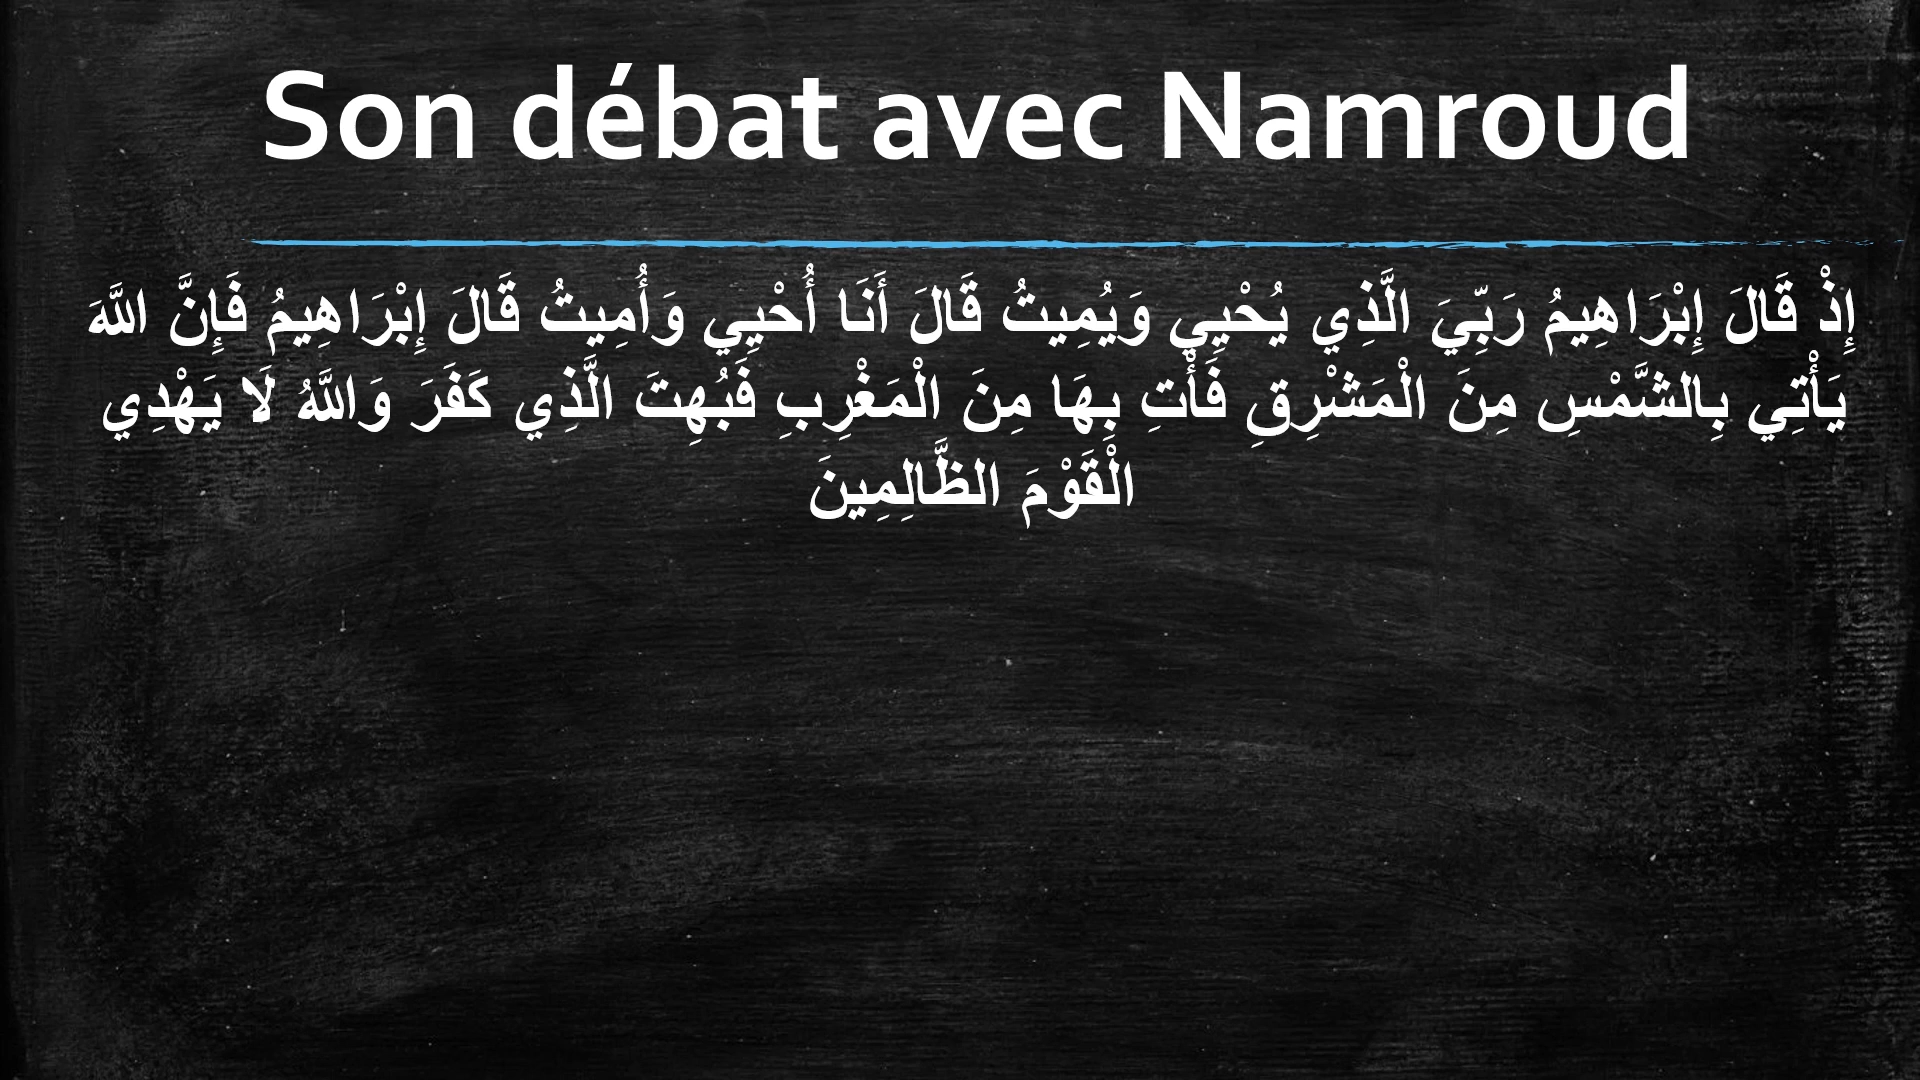 Son débat avec Namroud
إِذْ قَالَ إِبْرَاهِيمُ رَبِّيَ الَّذِي يُحْيِي وَيُمِيتُ قَالَ أَنَا أُحْيِي وَأُمِيتُ قَالَ إِبْرَاهِيمُ فَإِنَّ اللَّهَ
يَأْتِي بِالشَّمْسِ مِنَ الْمَشْرِقِ فَأْتِ بِهَا مِنَ الْمَغْرِبِ فَبُهِتَ الَّذِي كَفَرَ وَاللَّهُ لَا يَهْدِي
الْقَوْمَ الظَّالِمِينَ